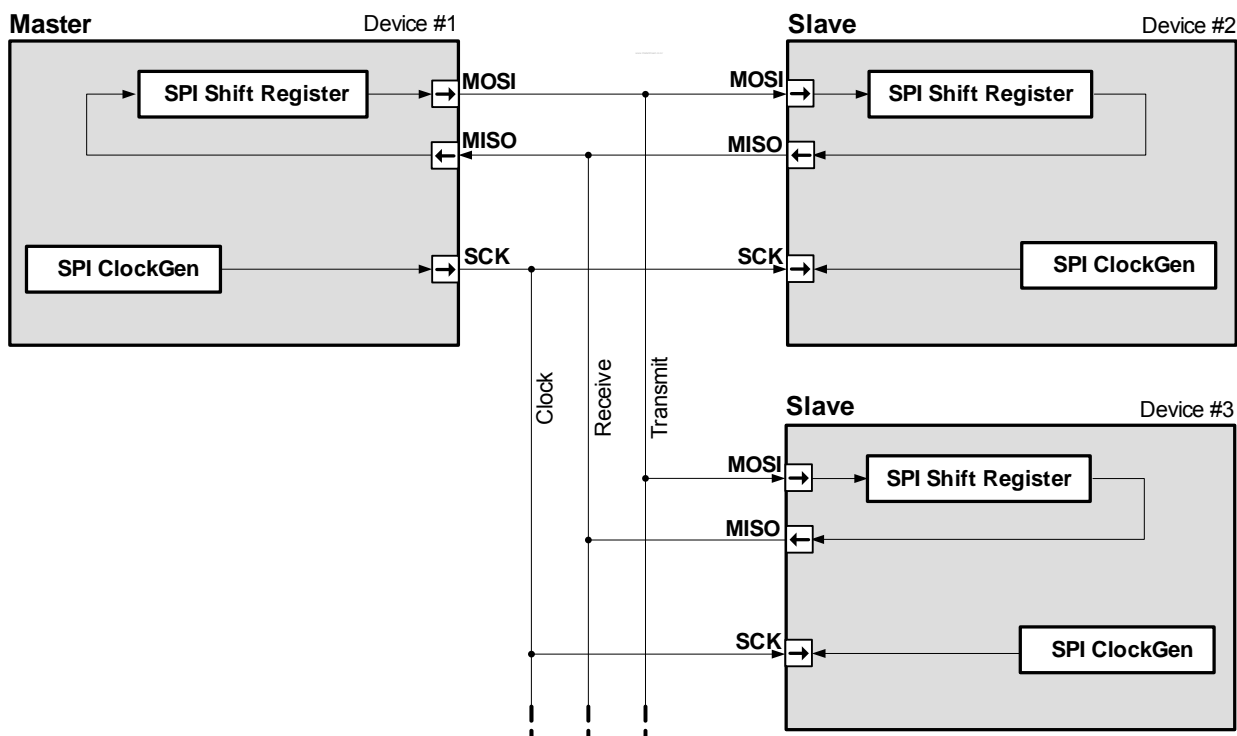 Master Device #1
SPI Shift Register
MOSI
MISO
SPI ClockGen
SCK
Slave Device #2
MOSI
SPI Shift Register
MISO
SCK
SPI ClockGen
Clock
Receive
Transmit
Slave Device #3
MOSI
SPI Shift Register
MISO
SCK
SPI ClockGen